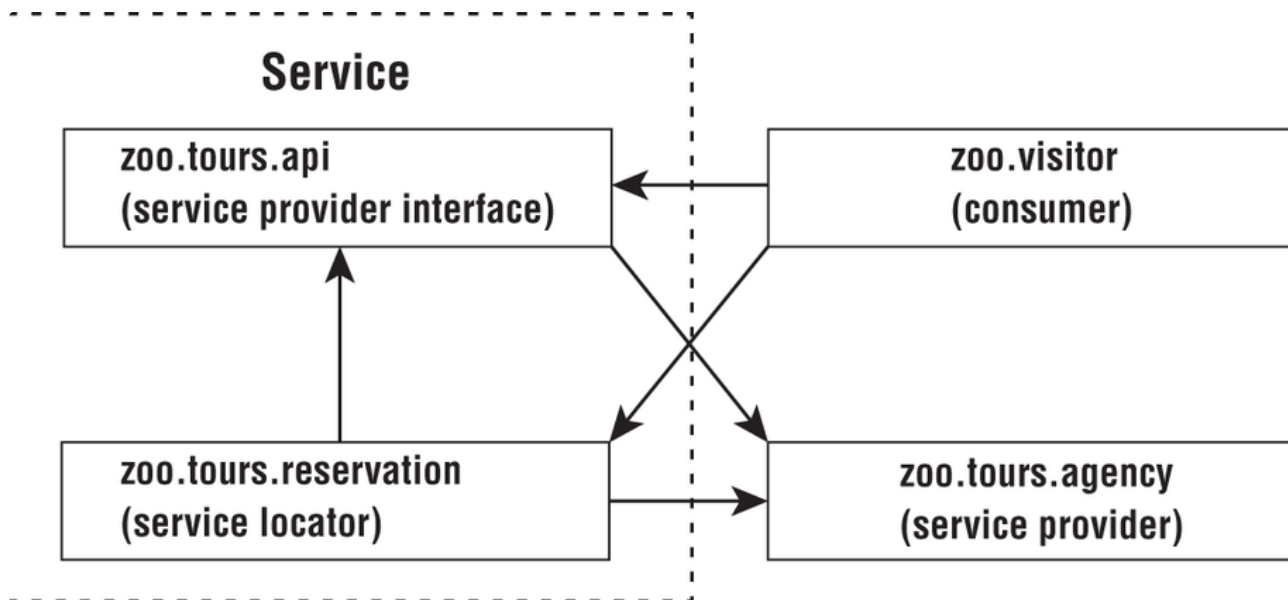 Service
zoo.tours.api
(service provider interface)
zoo.visitor
(consumer)
zoo.tours.reservation
(service locator)
zoo.tours.agency
(service provider)